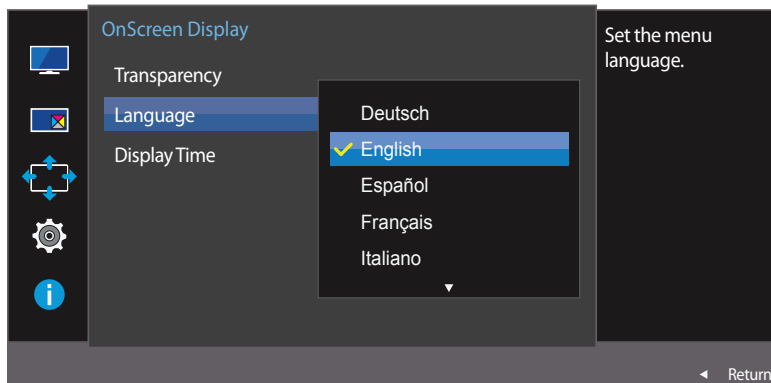 OnScreen Display
Transparency
Language
Display Time
Deutsch
English
Español
Français
Italiano
Set the menu
language.
Return